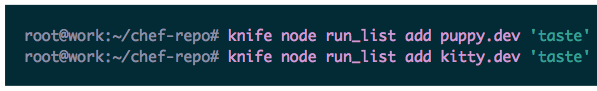 root@work:~/chef-repo# knife node run_list add puppy.dev 'taste'
root@work:~/chef-repo# knife node run_list add kitty.dev 'taste'